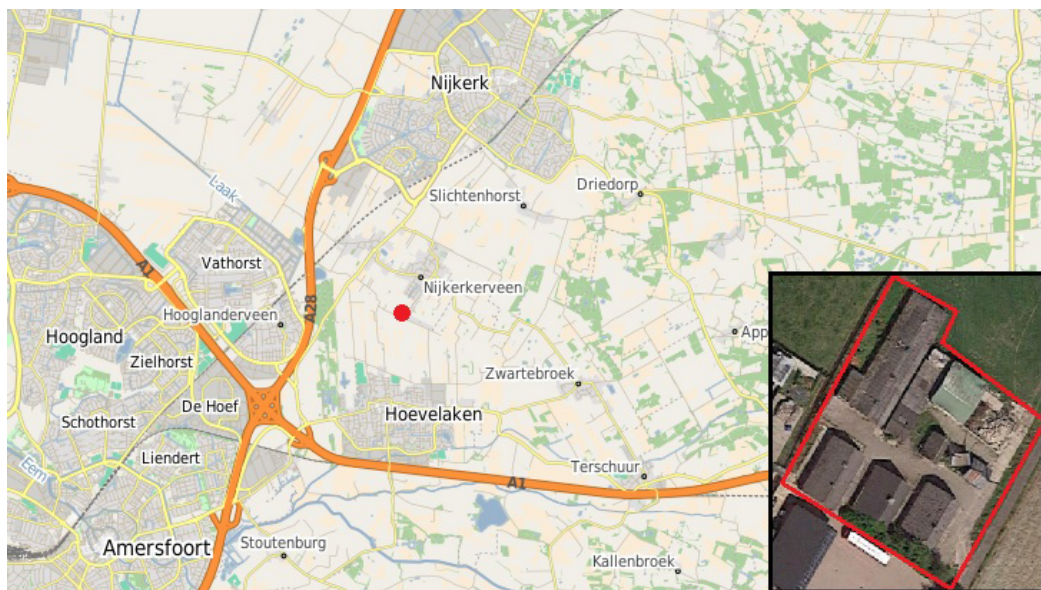 Nijkerk
Laak
Driedorp
Slichtenhorst
A1
Vathorst
Nijkerkerveen
A28
Hooglanderveen
App
Hoogland
Zielhorst
Zwartebroek
De Hoef
Hoevelaken
Schothorst
Liendert
Terschuur
Eem
A1
Amersfoort
Stoutenburg
Kallenbroek